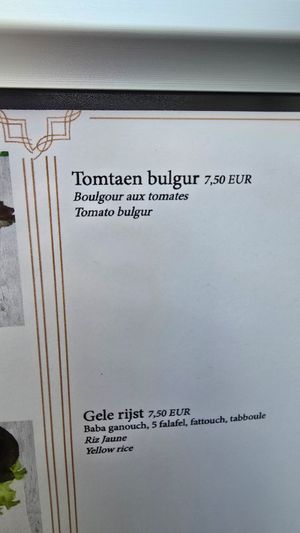 Tomtaen bulgur 7,50 EUR
Boulgour aux tomates
Tomato bulgur
Gele rijst 7,50 EUR
Baba ganouch, 5 falafel, fattouch, tabboule
Riz Jaune
Yellow rice